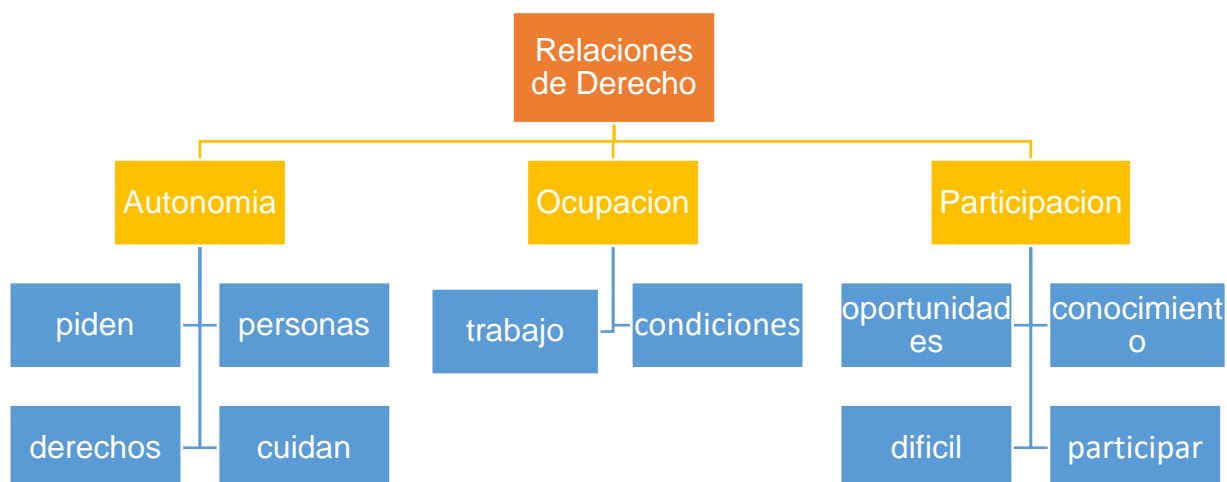 Relaciones
de Derecho
Autonomia
Ocupacion
Participacion
piden
personas
trabajo
condiciones
oportunidad
es
conocimient
o
derechos
cuidan
dificil
participar